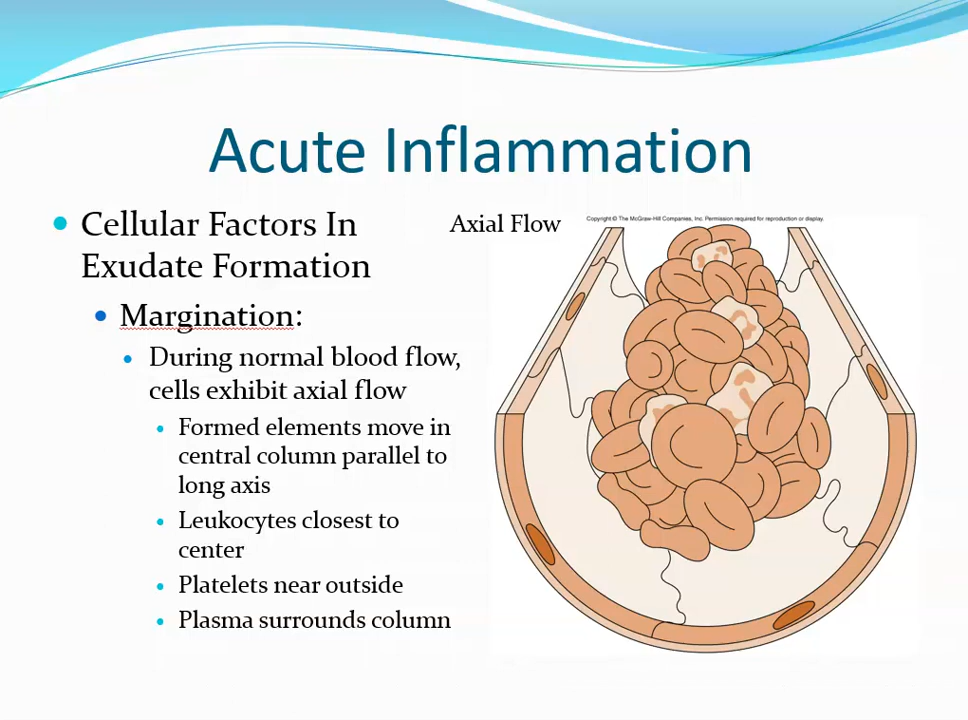 Acute Inflammation
Cellular Factors In
Exudate Formation
Margination:
During normal blood flow,
cells exhibit axial flow
Formed elements move in
central column parallel to
long axis
Leukocytes closest to
center
Platelets near outside
Plasma surrounds column
Axial Flow
Copyright © The McGraw-Hill Companies, Inc. Permission required for reproduction or display.